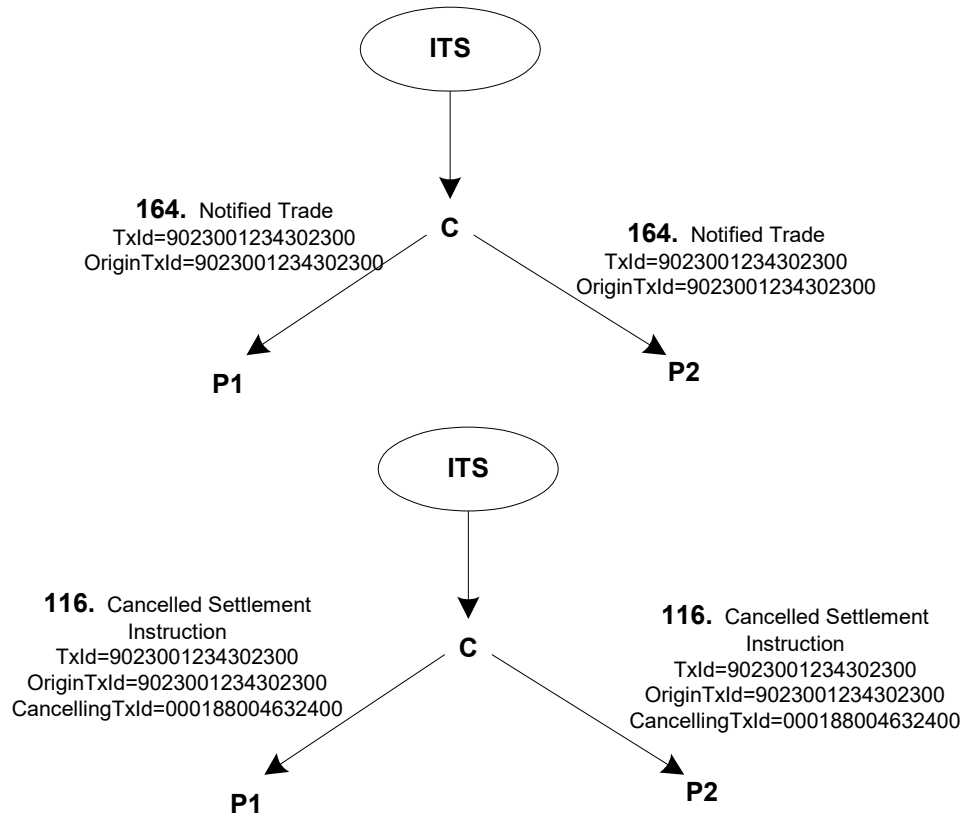 ITS
164. Notified Trade
TxId=9023001234302300
OriginTxId=9023001234302300
C
164. Notified Trade
TxId=9023001234302300
OriginTxId=9023001234302300
P1
P2
ITS
116. Cancelled Settlement
Instruction
TxId=9023001234302300
OriginTxId=9023001234302300
CancellingTxId=000188004632400
C
116. Cancelled Settlement
Instruction
TxId=9023001234302300
OriginTxId=9023001234302300
CancellingTxId=000188004632400
P1
P2